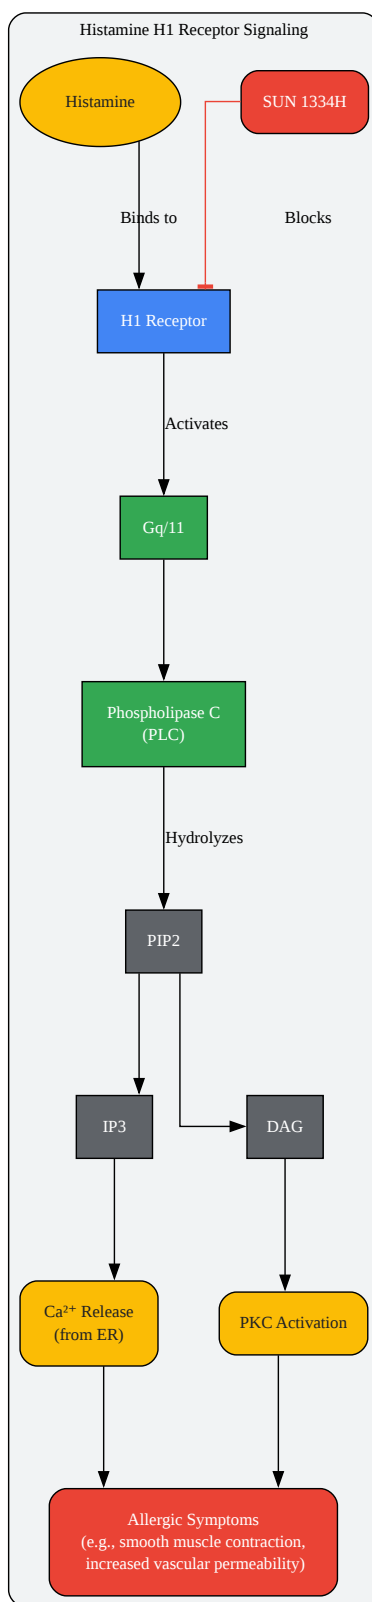 Histamine H1 Receptor Signaling
Histamine
SUN 1334H
Binds to
Blocks
H1 Receptor
Activates
Gq/11
Phospholipase C
(PLC)
Hydrolyzes
PIP2
IP3
DAG
Ca²⁺ Release
(from ER)
PKC Activation
Allergic Symptoms
(e.g., smooth muscle contraction,
increased vascular permeability)